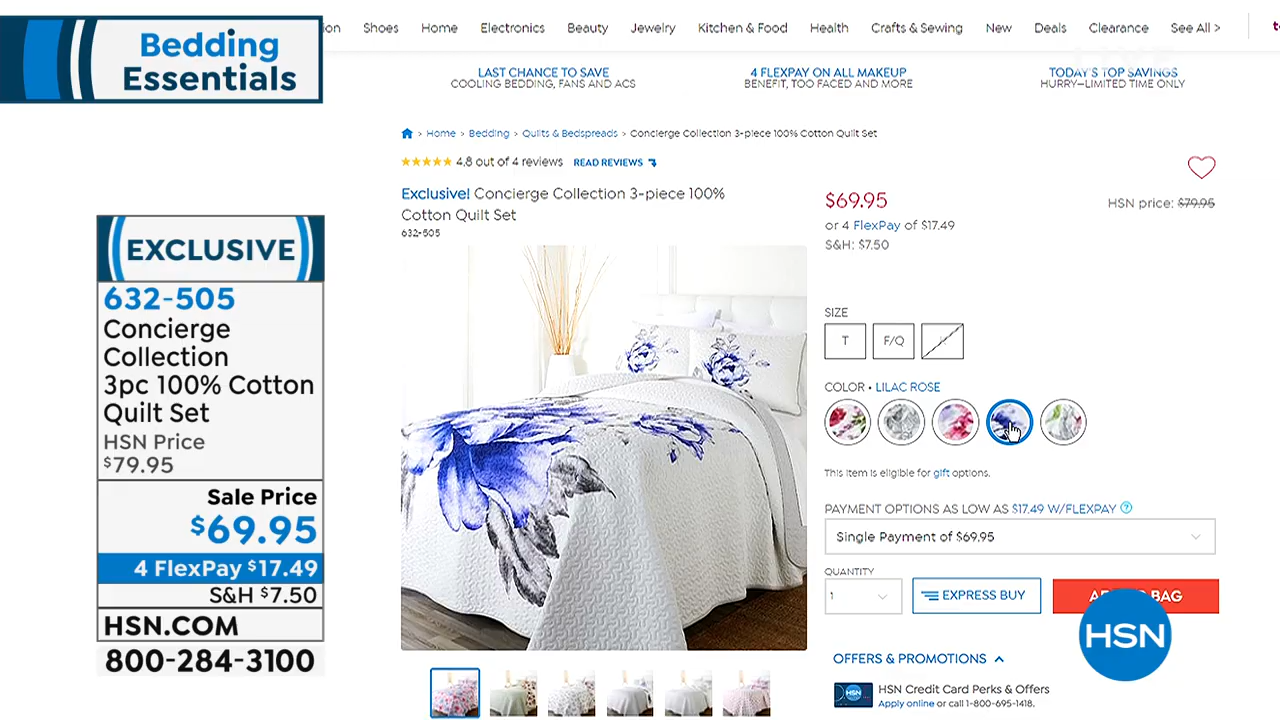 Bedding
Essentials
Shoes Home Electronics Beauty Jewelry Kitchen & Food Health Crafts & Sewing New Deals Clearance See All >
LAST CHANCE TO SAVE
COOLING BEDDING, FANS AND ACS
4 FLEXPAY ON ALL MAKEUP
BENEFIT, TOO FACED AND MORE
TODAY'S TOP SAVINGS
HURRY—LIMITED TIME ONLY
> Home > Bedding > Quilts & Bedspreads > Concierge Collection 3-piece 100% Cotton Quilt Set
4.8 out of 4 reviews READ REVIEWS
Exclusive! Concierge Collection 3-piece 100%
Cotton Quilt Set
632-505
$69.95
HSN price: $79.95
or 4 FlexPay of $17.49
S&H: $7.50
SIZE
T F/Q
COLOR • LILAC ROSE
This item is eligible for gift options.
PAYMENT OPTIONS AS LOW AS $17.49 W/FLEXPAY ?
Single Payment of $69.95
QUANTITY
1
EXPRESS BUY
BAG
HSN
OFFERS & PROMOTIONS
HSN
HSN Credit Card Perks & Offers
Apply online or call 1-800-695-1418.
EXCLUSIVE
632-505
Concierge
Collection
3pc 100% Cotton
Quilt Set
HSN Price
$79.95
Sale Price
$69.95
4 FlexPay $17.49
S&H $7.50
HSN.COM
800-284-3100